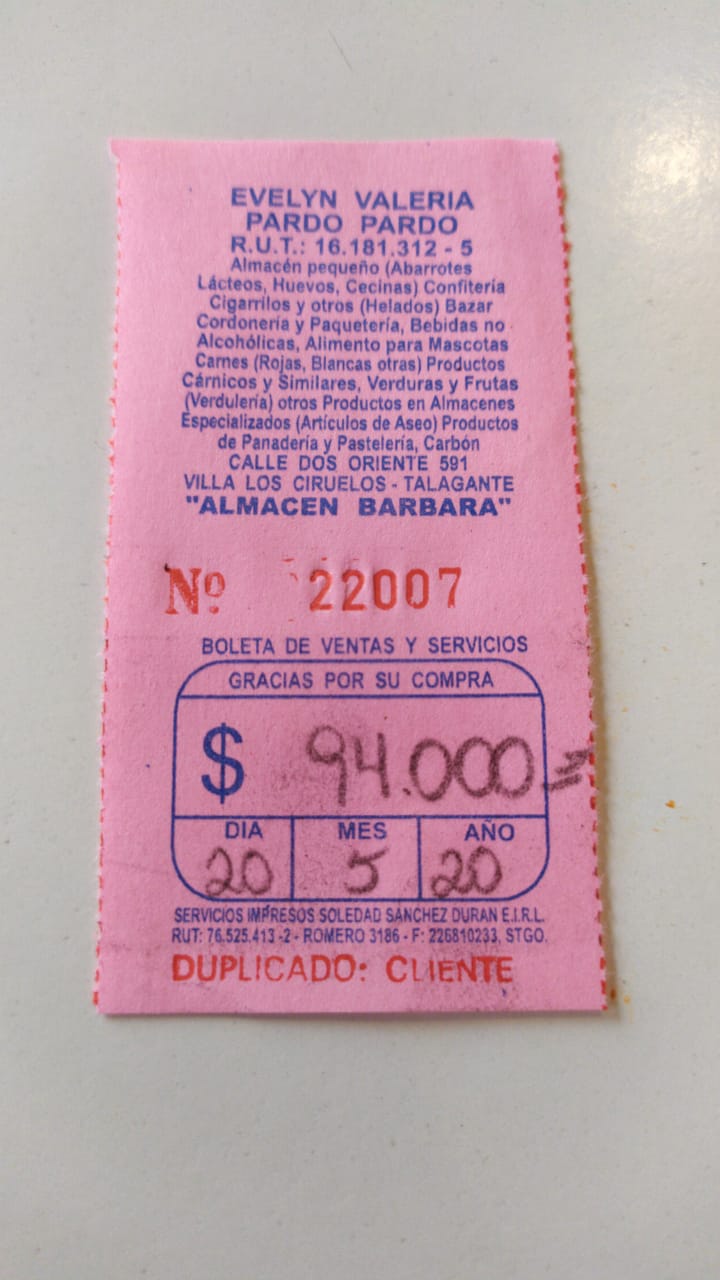 EVELYN VALERIA
PARDO PARDO
R.U.T.: 16.181.312 - 5
Almacén pequeño (Abarrotes
Lácteos, Huevos, Cecinas) Confitería
Cigarrilos y otros (Helados) Bazar
Cordonería y Paquetería, Bebidas no
Alcohólicas, Alimento para Mascotas
Carnes (Rojas, Blancas otras) Productos
Cárnicos y Similares, Verduras y Frutas
(Verdulería) otros Productos en Almacenes
Especializados (Artículos de Aseo) Productos
de Panadería y Pastelería, Carbón
CALLE DOS ORIENTE 591
VILLA LOS CIRUELOS - TALAGANTE
"ALMACEN BARBARA"
Nº 22007
BOLETA DE VENTAS Y SERVICIOS
GRACIAS POR SU COMPRA
$ 94.000=
DIA MES AÑO
20 5 20
SERVICIOS IMPRESOS SOLEDAD SANCHEZ DURAN E.I.R.L.
RUT: 76.525.413 -2 - ROMERO 3186 - F: 226810233, STGO.
DUPLICADO: CLIENTE